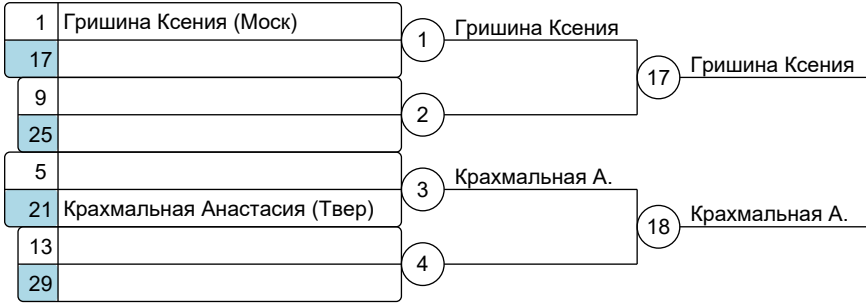 1 Гришина Ксения (Моск)
17
9
25
5
21 Крахмальная Анастасия (Твер)
13
29
1 Гришина Ксения
2
3 Крахмальная А.
4
17 Гришина Ксения
18 Крахмальная А.